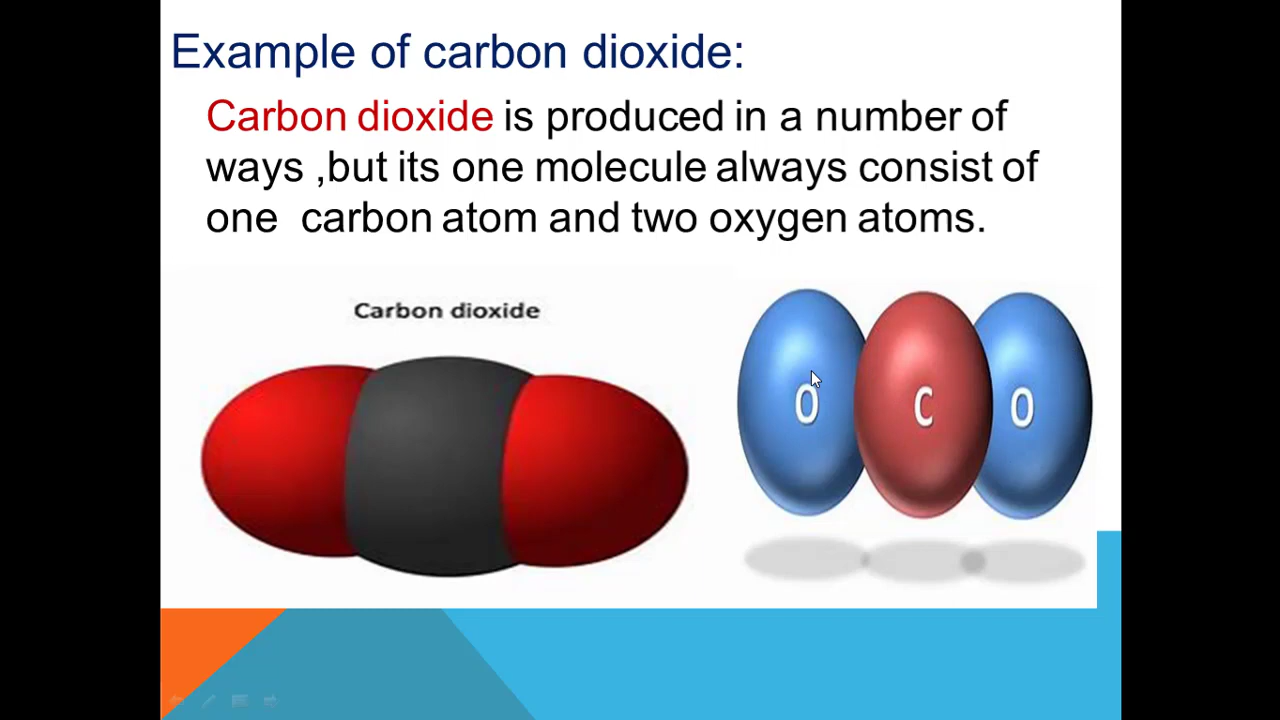 Example of carbon dioxide:
Carbon dioxide is produced in a number of
ways ,but its one molecule always consist of
one  carbon atom and two oxygen atoms.
Carbon dioxide
O C O